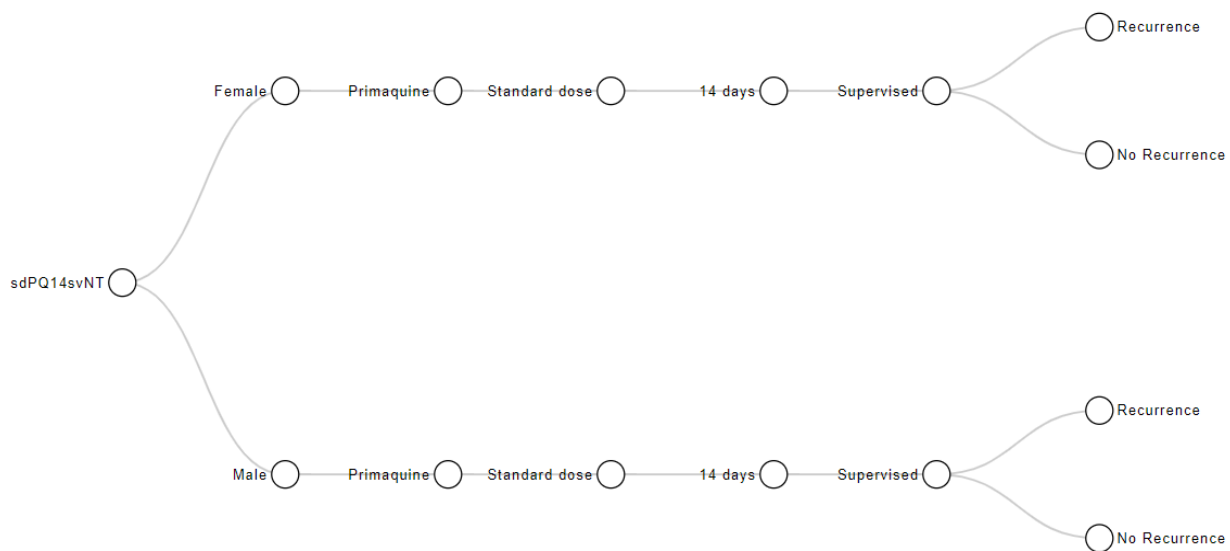 Recurrence
Female Primaquine Standard dose 14 days Supervised
No Recurrence
sdPQ14svNT
Recurrence
Male Primaquine Standard dose 14 days Supervised
No Recurrence